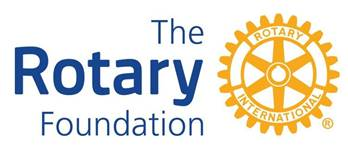 The
Rotary
Foundation
ROTARY
INTERNATIONAL
®